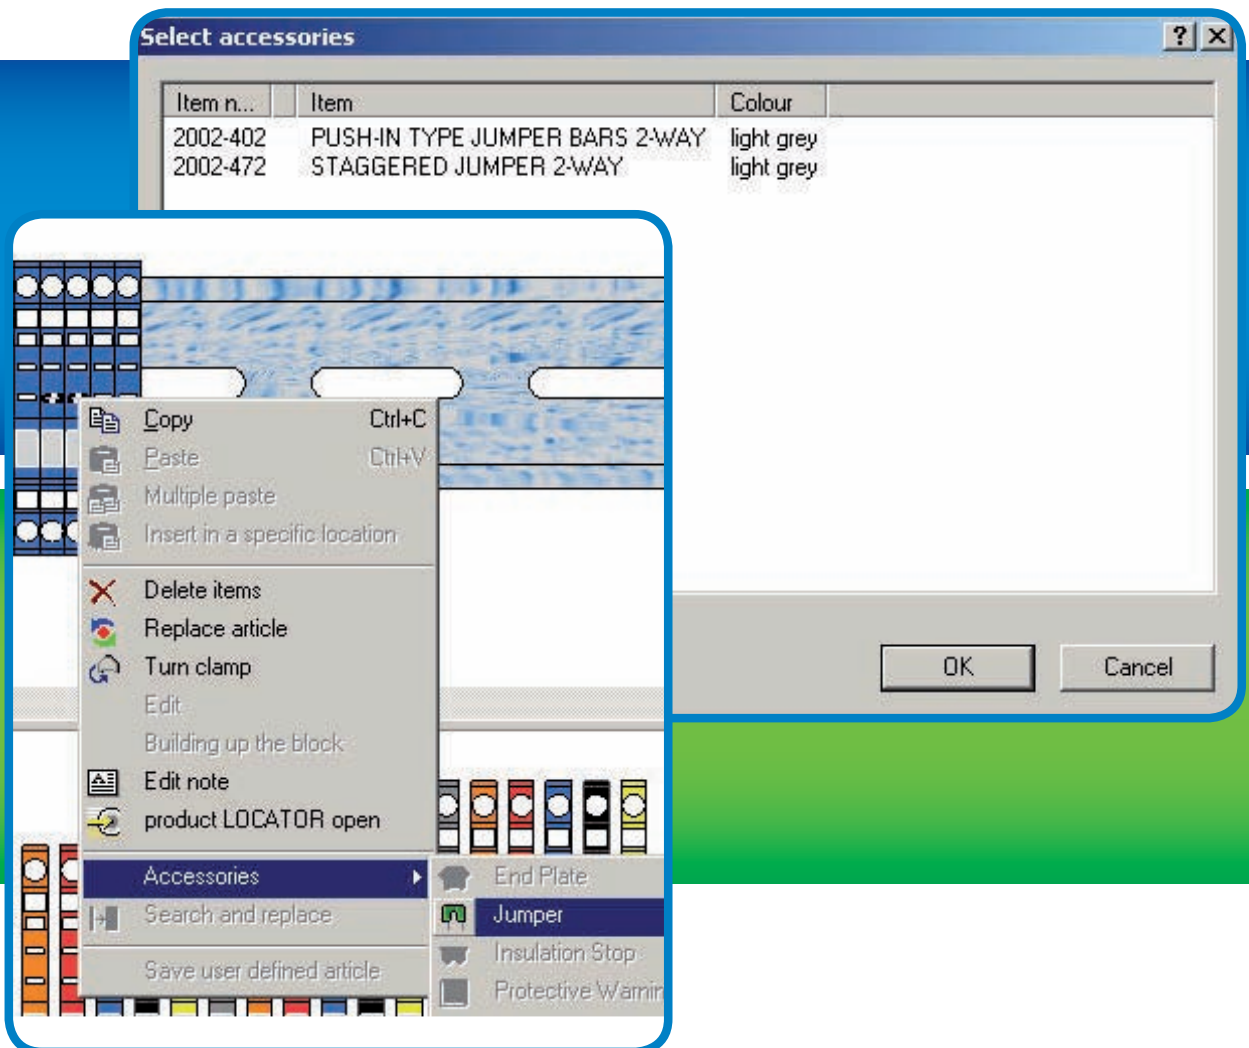 Select accessories
Item n... Item Colour
2002-402 PUSH-IN TYPE JUMPER BARS 2-WAY light grey
2002-472 STAGGERED JUMPER 2-WAY light grey
OK Cancel
Copy Ctrl+C
Paste Ctrl+V
Multiple paste
Insert in a specific location
Delete items
Replace article
Turn clamp
Edit
Building up the block
Edit note
product LOCATOR open
Accessories
Search and replace
Save user defined article
End Plate
Jumper
Insulation Stop
Protective Warnin